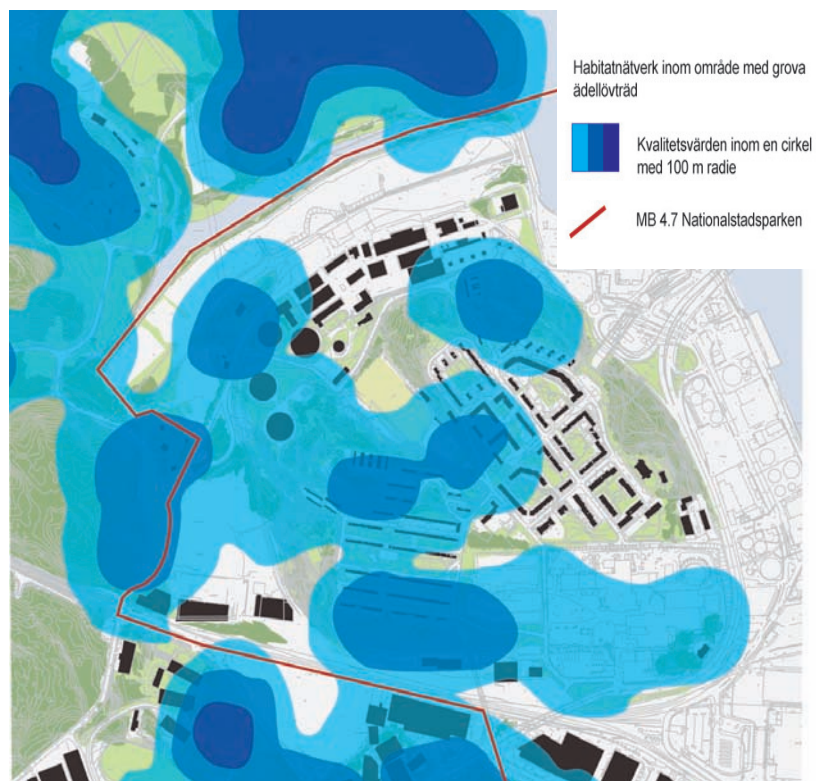 Habitatnätverk inom område med grova
ädellövträd
Kvalitetsvärden inom en cirkel
med 100 m radie
MB 4.7 Nationalstadsparken